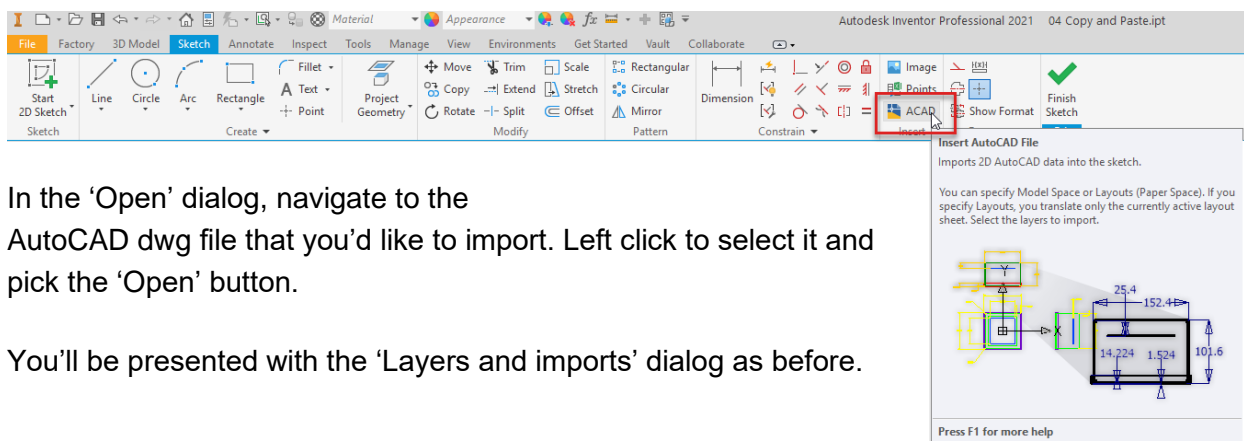 Material Appearance fx Autodesk Inventor Professional 2021 04 Copy and Paste.ipt
File Factory 3D Model Sketch Annotate Inspect Tools Manage View Environments Get Started Vault Collaborate
Fillet Move Trim Scale Rectangular Image
Text Copy Extend Stretch Circular Points
Start Line Circle Arc Rectangle Point Project Rotate Split Offset Mirror Dimension ACAD Show Format Finish
2D Sketch Geometry Sketch
Sketch Create Modify Pattern Constrain Insert
Insert AutoCAD File
Imports 2D AutoCAD data into the sketch.
You can specify Model Space or Layouts (Paper Space). If you
specify Layouts, you translate only the currently active layout
sheet. Select the layers to import.
In the ‘Open’ dialog, navigate to the
AutoCAD dwg file that you’d like to import. Left click to select it and
pick the ‘Open’ button.
You’ll be presented with the ‘Layers and imports’ dialog as before.
Y
X
25.4
152.4
14.224 1.524 101.6
Press F1 for more help